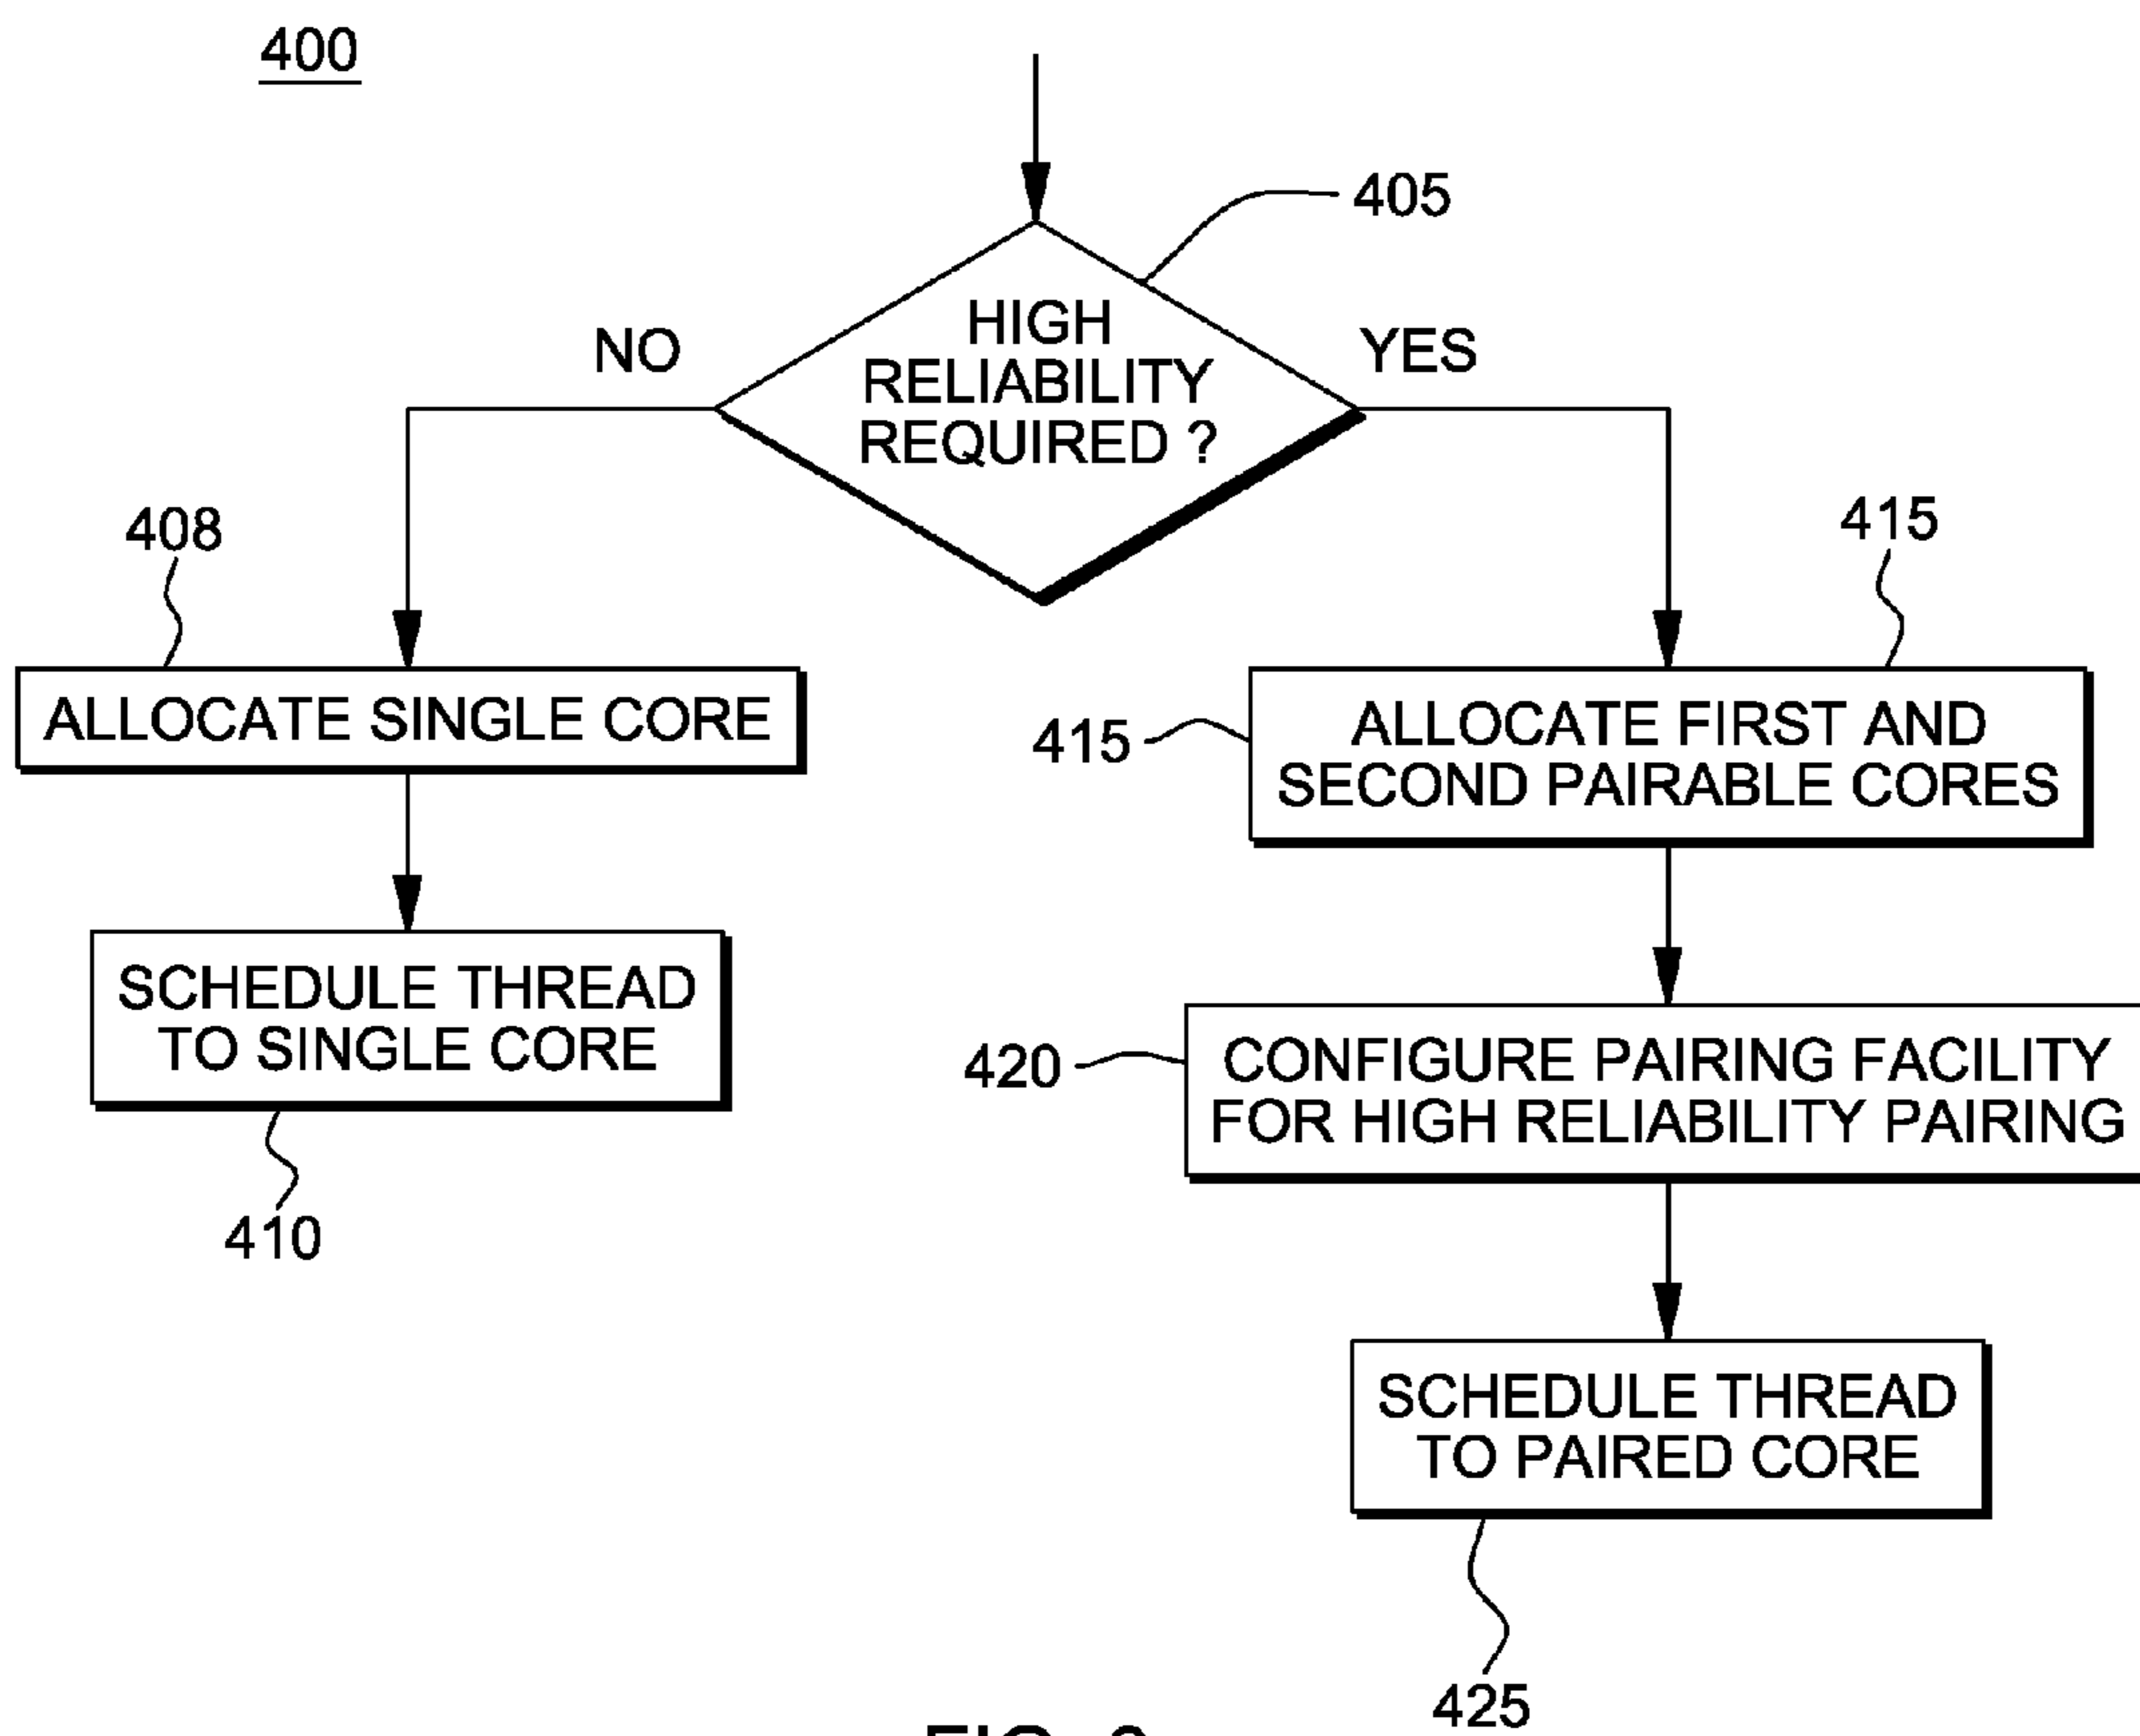 400
405
HIGH
RELIABILITY
REQUIRED ?
NO
YES
408
415
ALLOCATE SINGLE CORE
415
ALLOCATE FIRST AND
SECOND PAIRABLE CORES
SCHEDULE THREAD
TO SINGLE CORE
410
420
CONFIGURE PAIRING FACILITY
FOR HIGH RELIABILITY PAIRING
SCHEDULE THREAD
TO PAIRED CORE
425